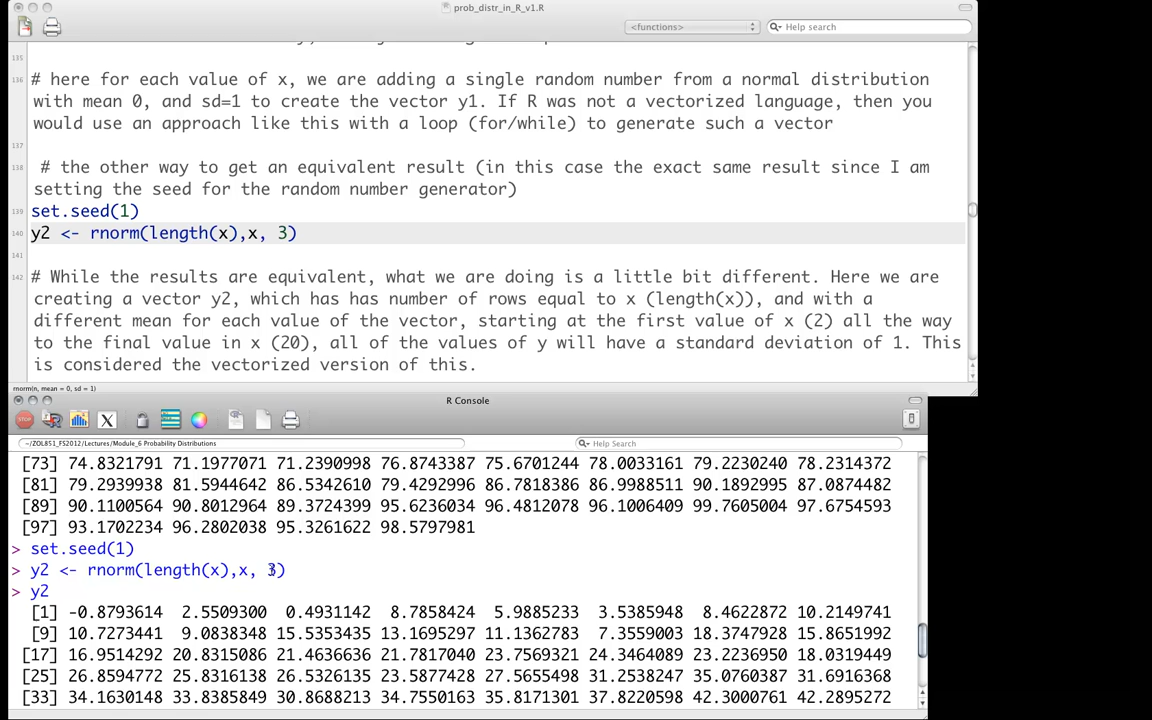 prob_distr_in_R_v1.R
<functions>
Help search
135
136 # here for each value of x, we are adding a single random number from a normal distribution
with mean 0, and sd=1 to create the vector y1. If R was not a vectorized language, then you
would use an approach like this with a loop (for/while) to generate such a vector
137
138 # the other way to get an equivalent result (in this case the exact same result since I am
setting the seed for the random number generator)
139 set.seed(1)
140 y2 <- rnorm(length(x),x, 3)
141
142 # While the results are equivalent, what we are doing is a little bit different. Here we are
creating a vector y2, which has has number of rows equal to x (length(x)), and with a
different mean for each value of the vector, starting at the first value of x (2) all the way
to the final value in x (20), all of the values of y will have a standard deviation of 1. This
is considered the vectorized version of this.
rnorm(n, mean = 0, sd = 1)
R Console
STOP R X
~/ZOL851_FS2012/Lectures/Module_6 Probability Distributions
Help Search
[73] 74.8321791 71.1977071 71.2390998 76.8743387 75.6701244 78.0033161 79.2230240 78.2314372
[81] 79.2939938 81.5944642 86.5342610 79.4292996 86.7818386 86.9988511 90.1892995 87.0874482
[89] 90.1100564 90.8012964 89.3724399 95.6236034 96.4812078 96.1006409 99.7605004 97.6754593
[97] 93.1702234 96.2802038 95.3261622 98.5797981
> set.seed(1)
> y2 <- rnorm(length(x),x, 3)
> y2
[1] -0.8793614 2.5509300 0.4931142 8.7858424 5.9885233 3.5385948 8.4622872 10.2149741
[9] 10.7273441 9.0838348 15.5353435 13.1695297 11.1362783 7.3559003 18.3747928 15.8651992
[17] 16.9514292 20.8315086 21.4636636 21.7817040 23.7569321 24.3464089 23.2236950 18.0319449
[25] 26.8594772 25.8316138 26.5326135 23.5877428 27.5655498 31.2538247 35.0760387 31.6916368
[33] 34.1630148 33.8385849 30.8688213 34.7550163 35.8171301 37.8220598 42.3000761 42.2895272